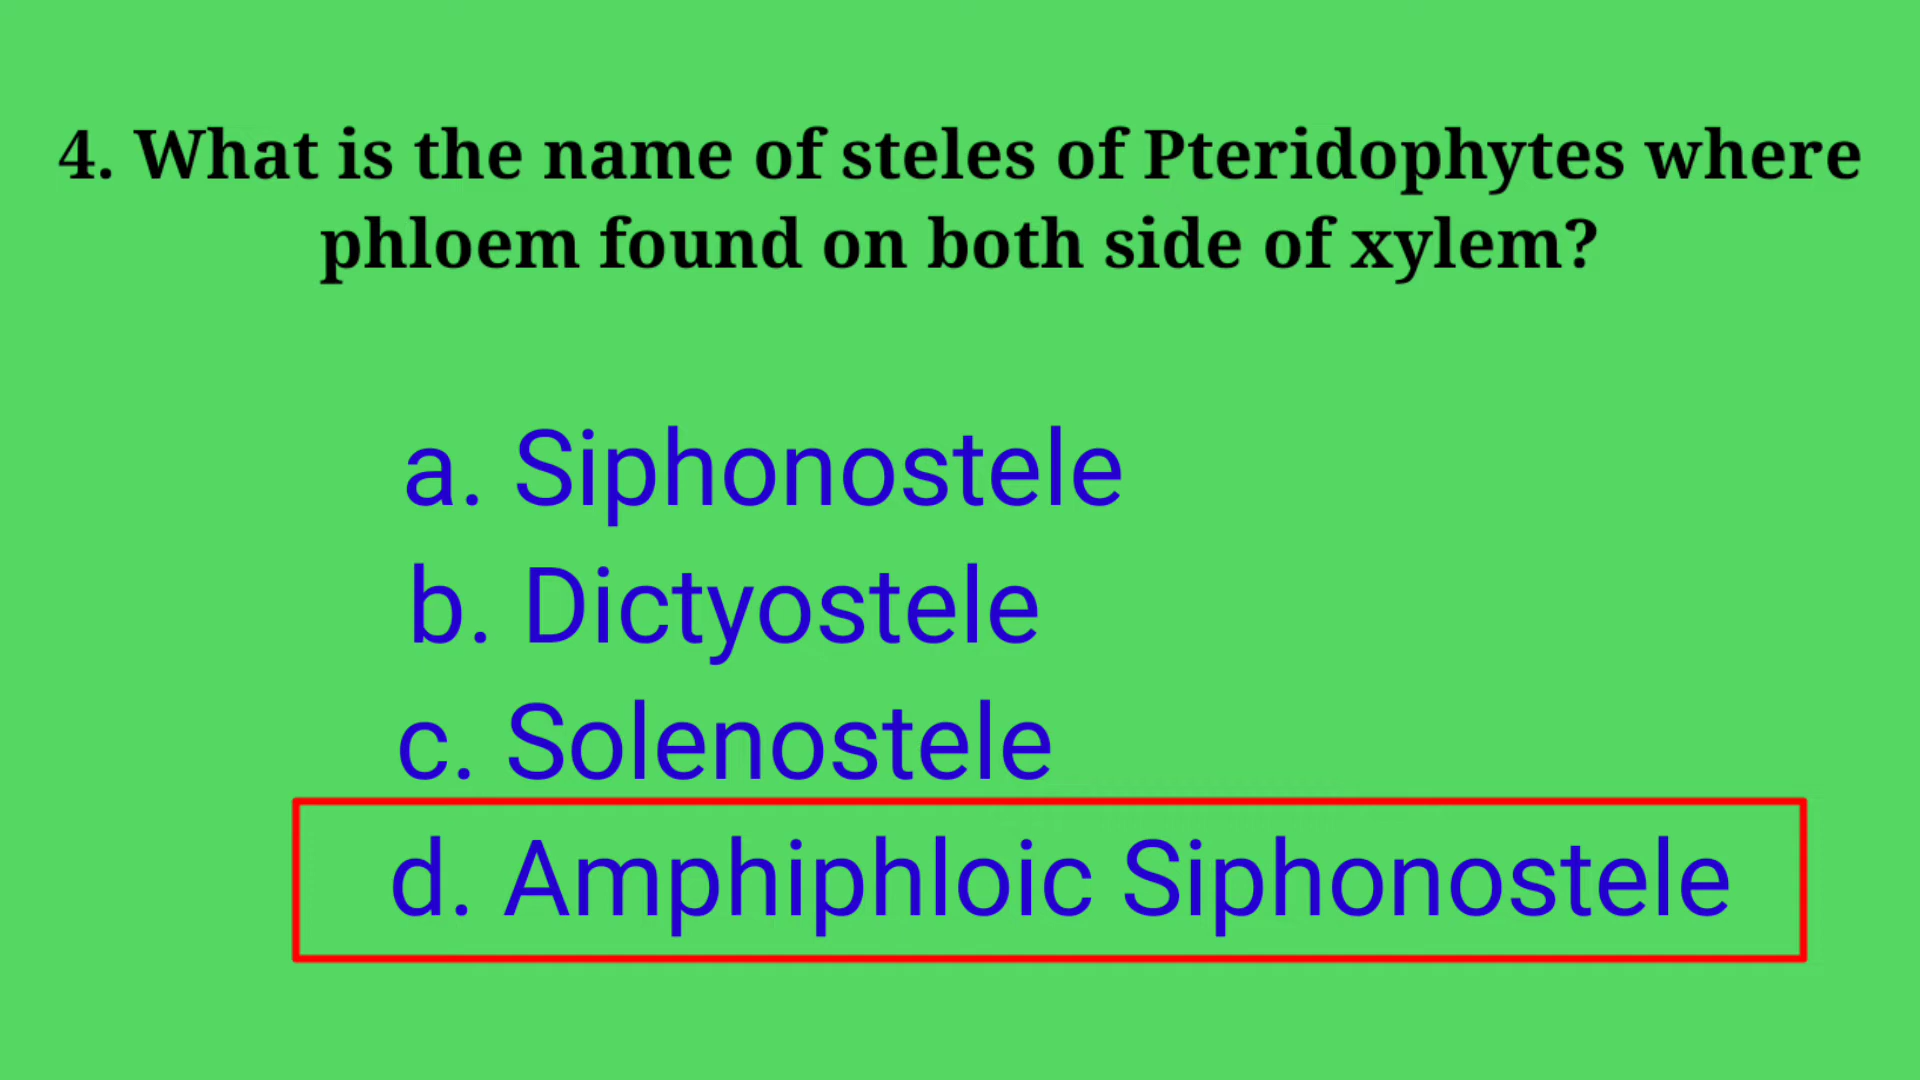 4. What is the name of steles of Pteridophytes where
phloem found on both side of xylem?
a. Siphonostele
b. Dictyostele
c. Solenostele
d. Amphiphloic Siphonostele